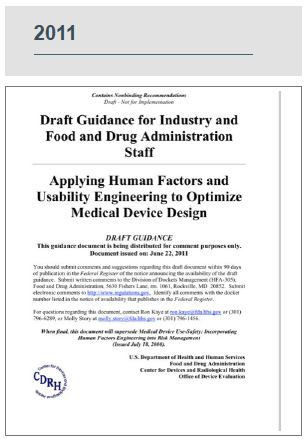 2011
Contains Nonbinding Recommendations
Draft - Not for Implementation
Draft Guidance for Industry and
Food and Drug Administration
Staff
Applying Human Factors and
Usability Engineering to Optimize
Medical Device Design
DRAFT GUIDANCE
This guidance document is being distributed for comment purposes only.
Document issued on: June 22, 2011
You should submit comments and suggestions regarding this draft document within 90 days
of publication in the Federal Register of the notice announcing the availability of the draft
guidance. Submit written comments to the Division of Dockets Management (HFA-305),
Food and Drug Administration, 5630 Fishers Lane, rm. 1061, Rockville, MD 20852. Submit
electronic comments to http://www.regulations.gov. Identify all comments with the docket
number listed in the notice of availability that publishes in the Federal Register.
For questions regarding this document, contact Ron Kaye at ron.kaye@fda.hhs.gov or (301)
796-6289, or Molly Story at molly.story@fda.hhs.gov or (301) 796-1456.
When final, this document will supersede Medical Device Use-Safety: Incorporating
Human Factors Engineering into Risk Management
(Issued July 18, 2000).
U.S. Department of Health and Human Services
Food and Drug Administration
Center for Devices and Radiological Health
Office of Device Evaluation
CDRH